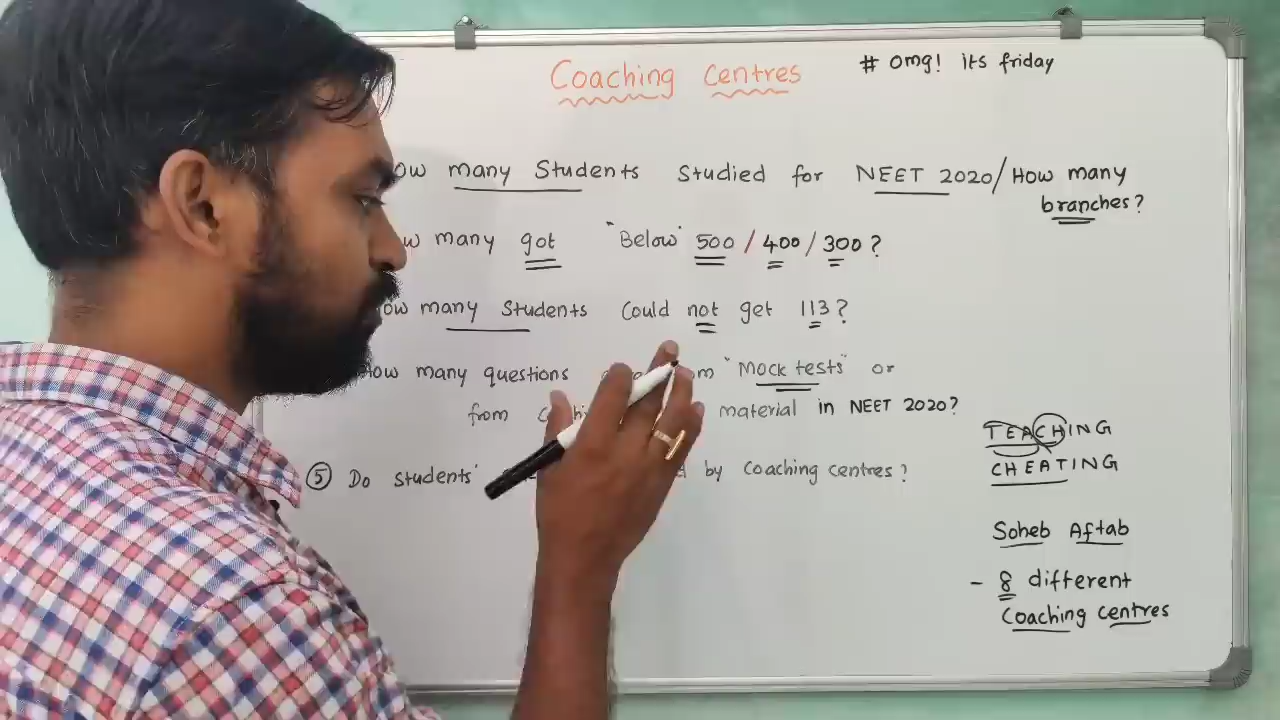 Coaching Centres
# omg! its friday
many Students Studied for NEET 2020/How many
branches?
many got "Below" 500 / 400 / 300?
many Students Could not get 113?
How many questions "Mock tests" or
from material in NEET 2020?
⑤ Do students' by Coaching centres?
TEACHING
CHEATING
Soheb Aftab
- 8 different
Coaching centres